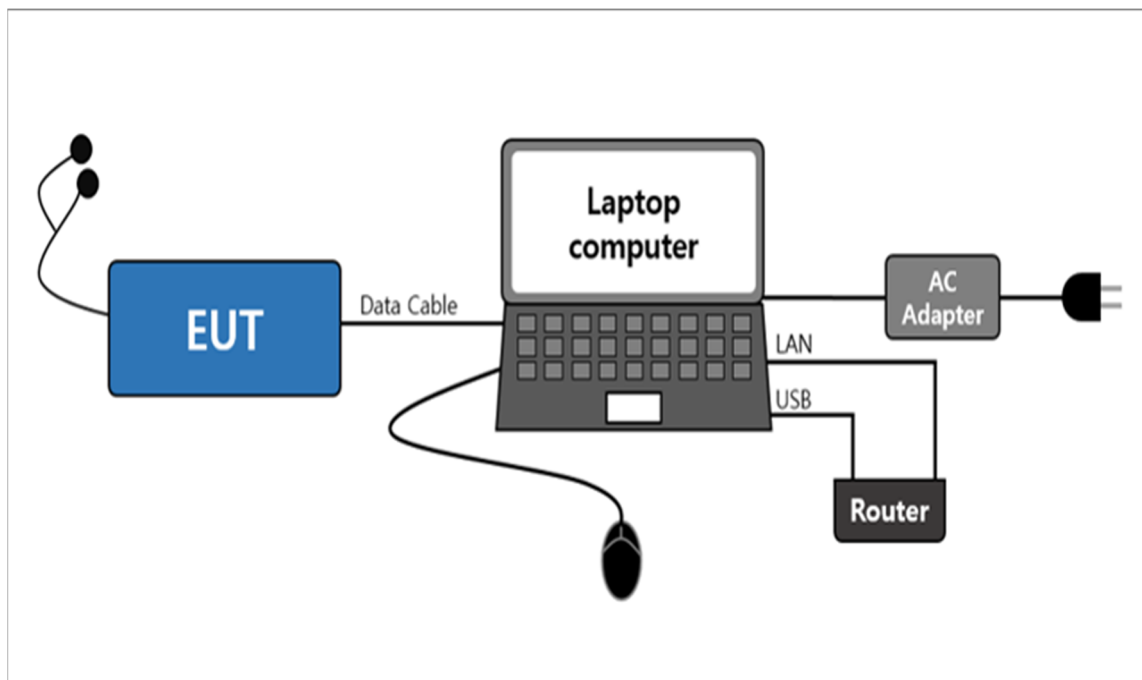 Laptop
computer
EUT
Data Cable
AC
Adapter
LAN
USB
Router